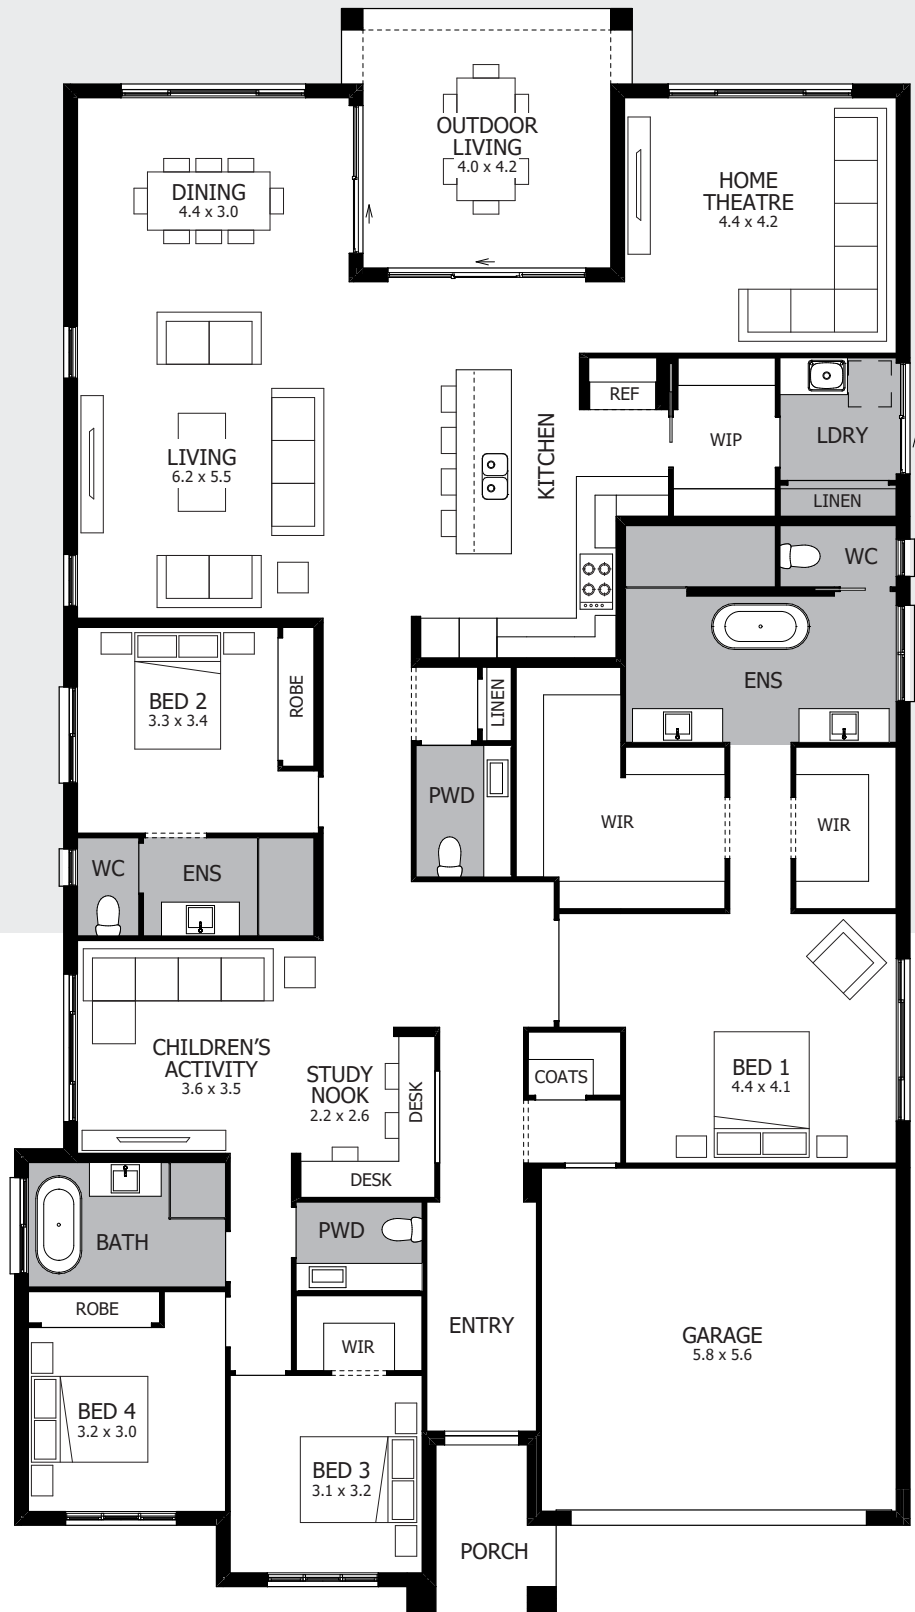 OUTDOOR
LIVING
4.0 x 4.2
DINING
4.4 x 3.0
HOME
THEATRE
4.4 x 4.2
REF
WIP
LDRY
KITCHEN
LIVING
6.2 x 5.5
LINEN
WC
ENS
BED 2
3.3 x 3.4
ROBE
LINEN
PWD
WIR
WIR
WC
ENS
CHILDREN'S
ACTIVITY
3.6 x 3.5
STUDY
NOOK
2.2 x 2.6
DESK
DESK
COATS
BED 1
4.4 x 4.1
BATH
PWD
ROBE
WIR
ENTRY
GARAGE
5.8 x 5.6
BED 4
3.2 x 3.0
BED 3
3.1 x 3.2
PORCH